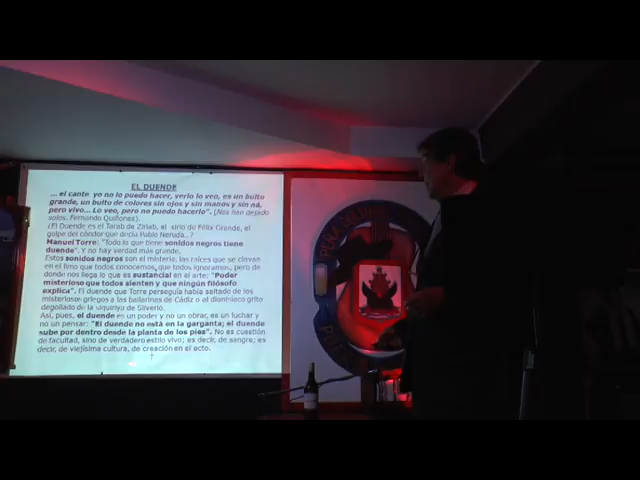 EL DUENDE
... el cante yo no lo puedo hacer, verlo lo veo, es un bulto
grande, un bulto de colores sin ojos y sin manos y sin ná,
pero vivo... Lo veo, pero no puedo hacerlo". (Nos han dejado
solos. Fernando Quiñones).
(El Duende es el Tarab de Ziriab, el sirio de Félix Grande, el
golpe del cóndor que decía Pablo Neruda..?
Manuel Torre: "Todo lo que tiene sonidos negros tiene
duende". Y no hay verdad más grande.
Estos sonidos negros son el misterio, las raíces que se clavan
en el limo que todos conocemos, que todos ignoramos, pero de
donde nos llega lo que es sustancial en el arte: "Poder
misterioso que todos sienten y que ningún filósofo
explica". El duende que Torre perseguía había saltado de los
misteriosos griegos a las bailarinas de Cádiz o al dionisíaco grito
degollado de la siguiriya de Silverio.
Así, pues, el duende es un poder y no un obrar, es un luchar y
no un pensar: "El duende no está en la garganta; el duende
sube por dentro desde la planta de los pies". No es cuestión
de facultad, sino de verdadero estilo vivo; es decir, de sangre; es
decir, de viejísima cultura, de creación en el acto.
PEÑA